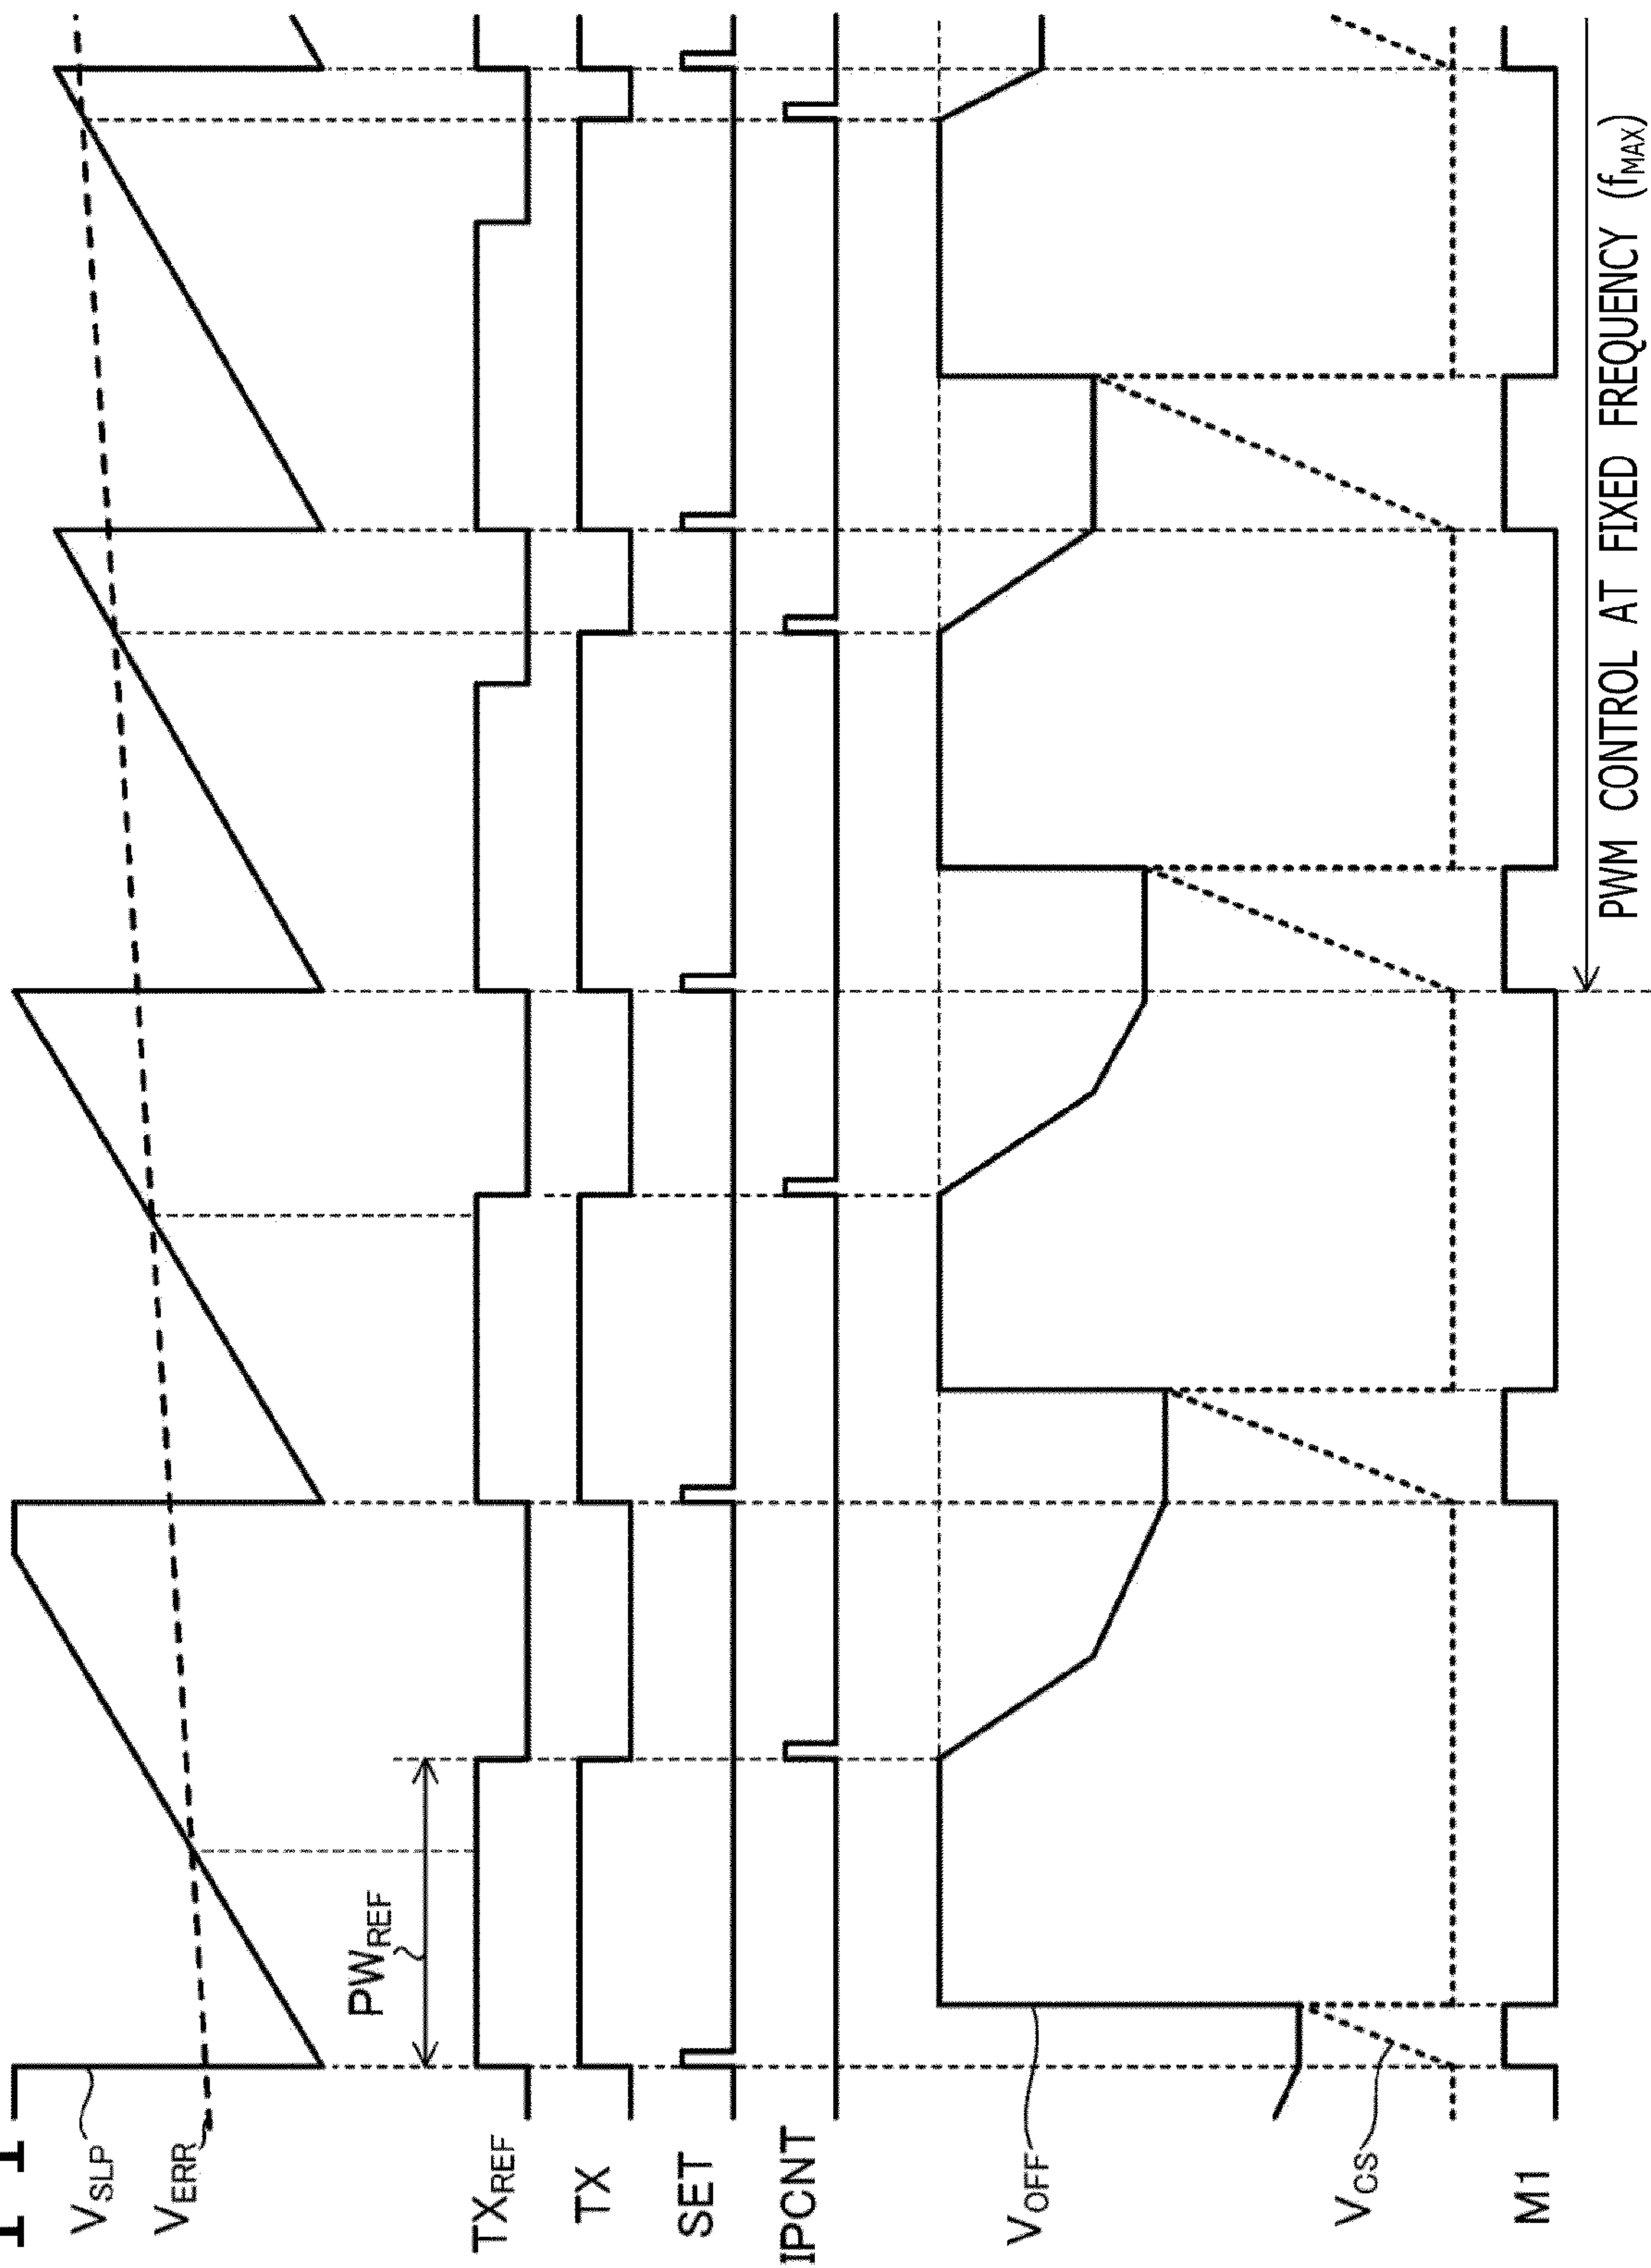 V_SLP
V_ERR
PW_REF
TX_REF
TX
SET
IPCNT
V_OFF
V_CS
M1
PWM CONTROL AT FIXED FREQUENCY (f_MAX)